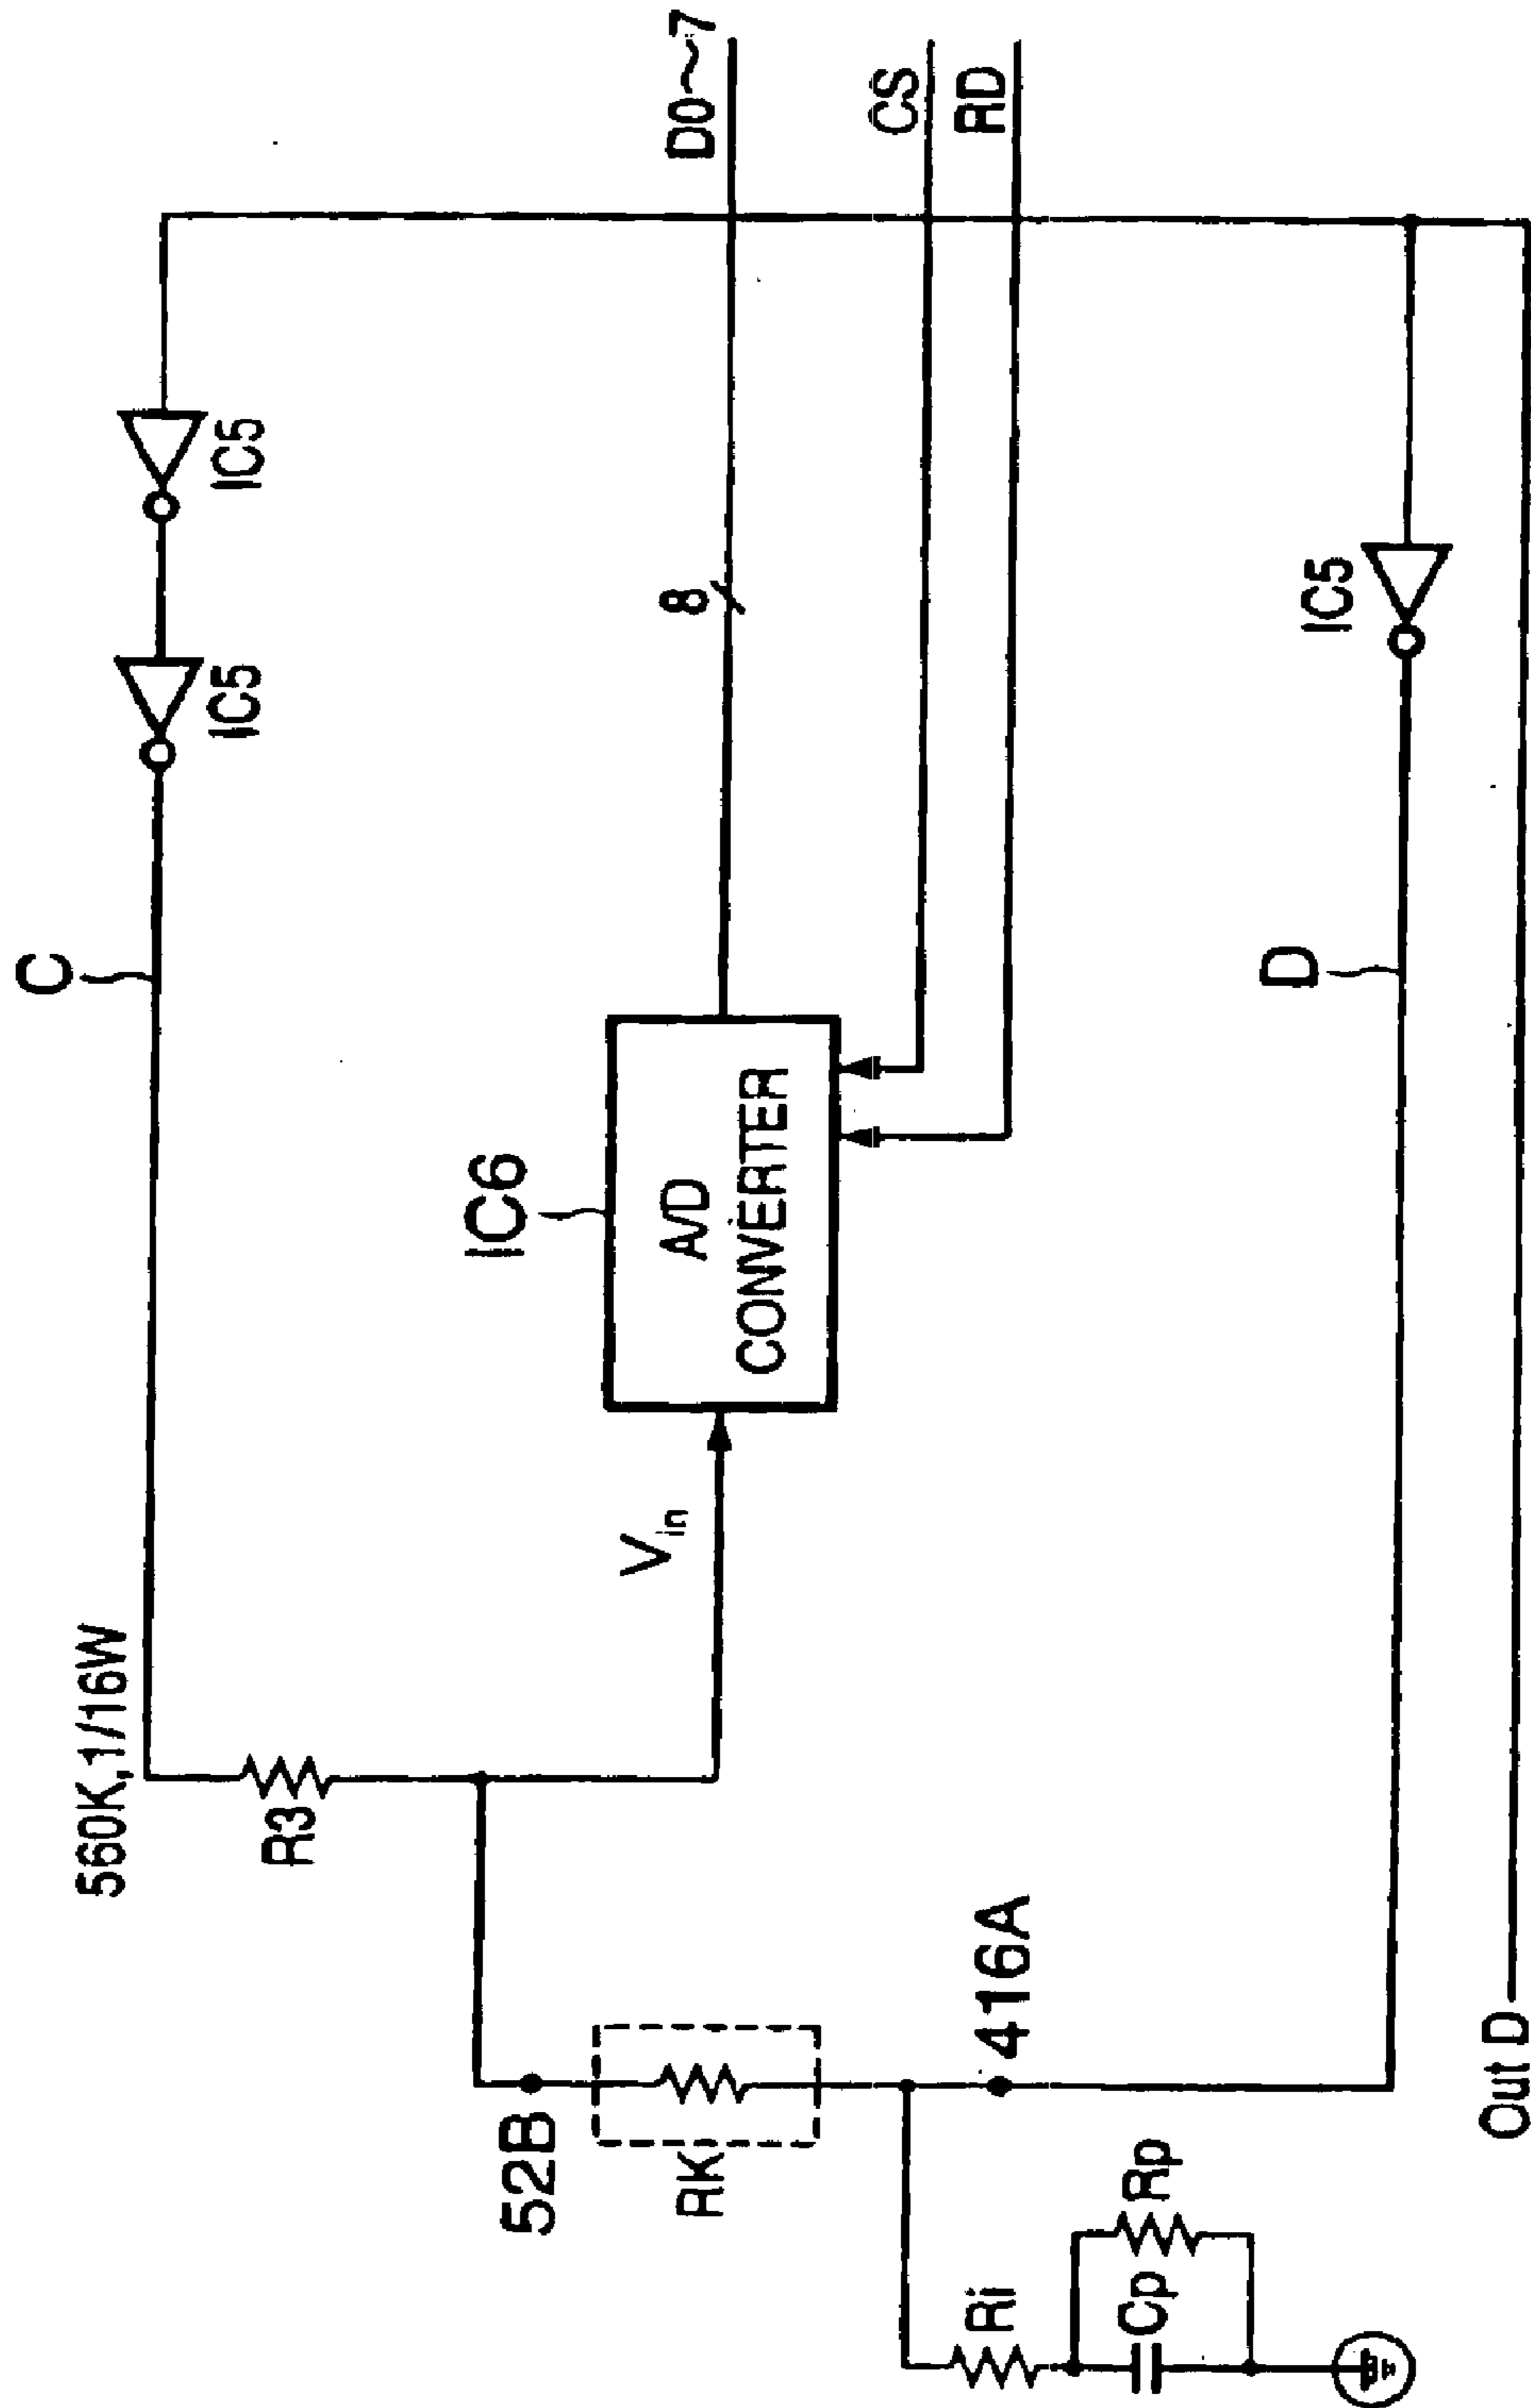 C
560K,1/16W
R3
IC5
IC5
IC6
A/D
CONVERTER
Vin
8
D0~7
CS
RD
52B
RK
416A
Ri
Cp
Rp
D
IC5
Out D